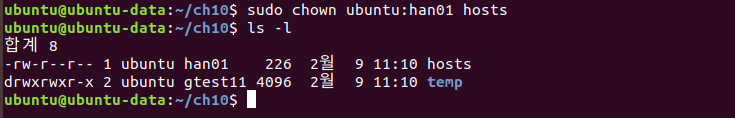 ubuntu@ubuntu-data:~/ch10$ sudo chown ubuntu:han01 hosts
ubuntu@ubuntu-data:~/ch10$ ls -l
합계 8
-rw-r--r-- 1 ubuntu han01    226  2월  9 11:10 hosts
drwxrwxr-x 2 ubuntu gtest11 4096  2월  9 11:10 temp
ubuntu@ubuntu-data:~/ch10$